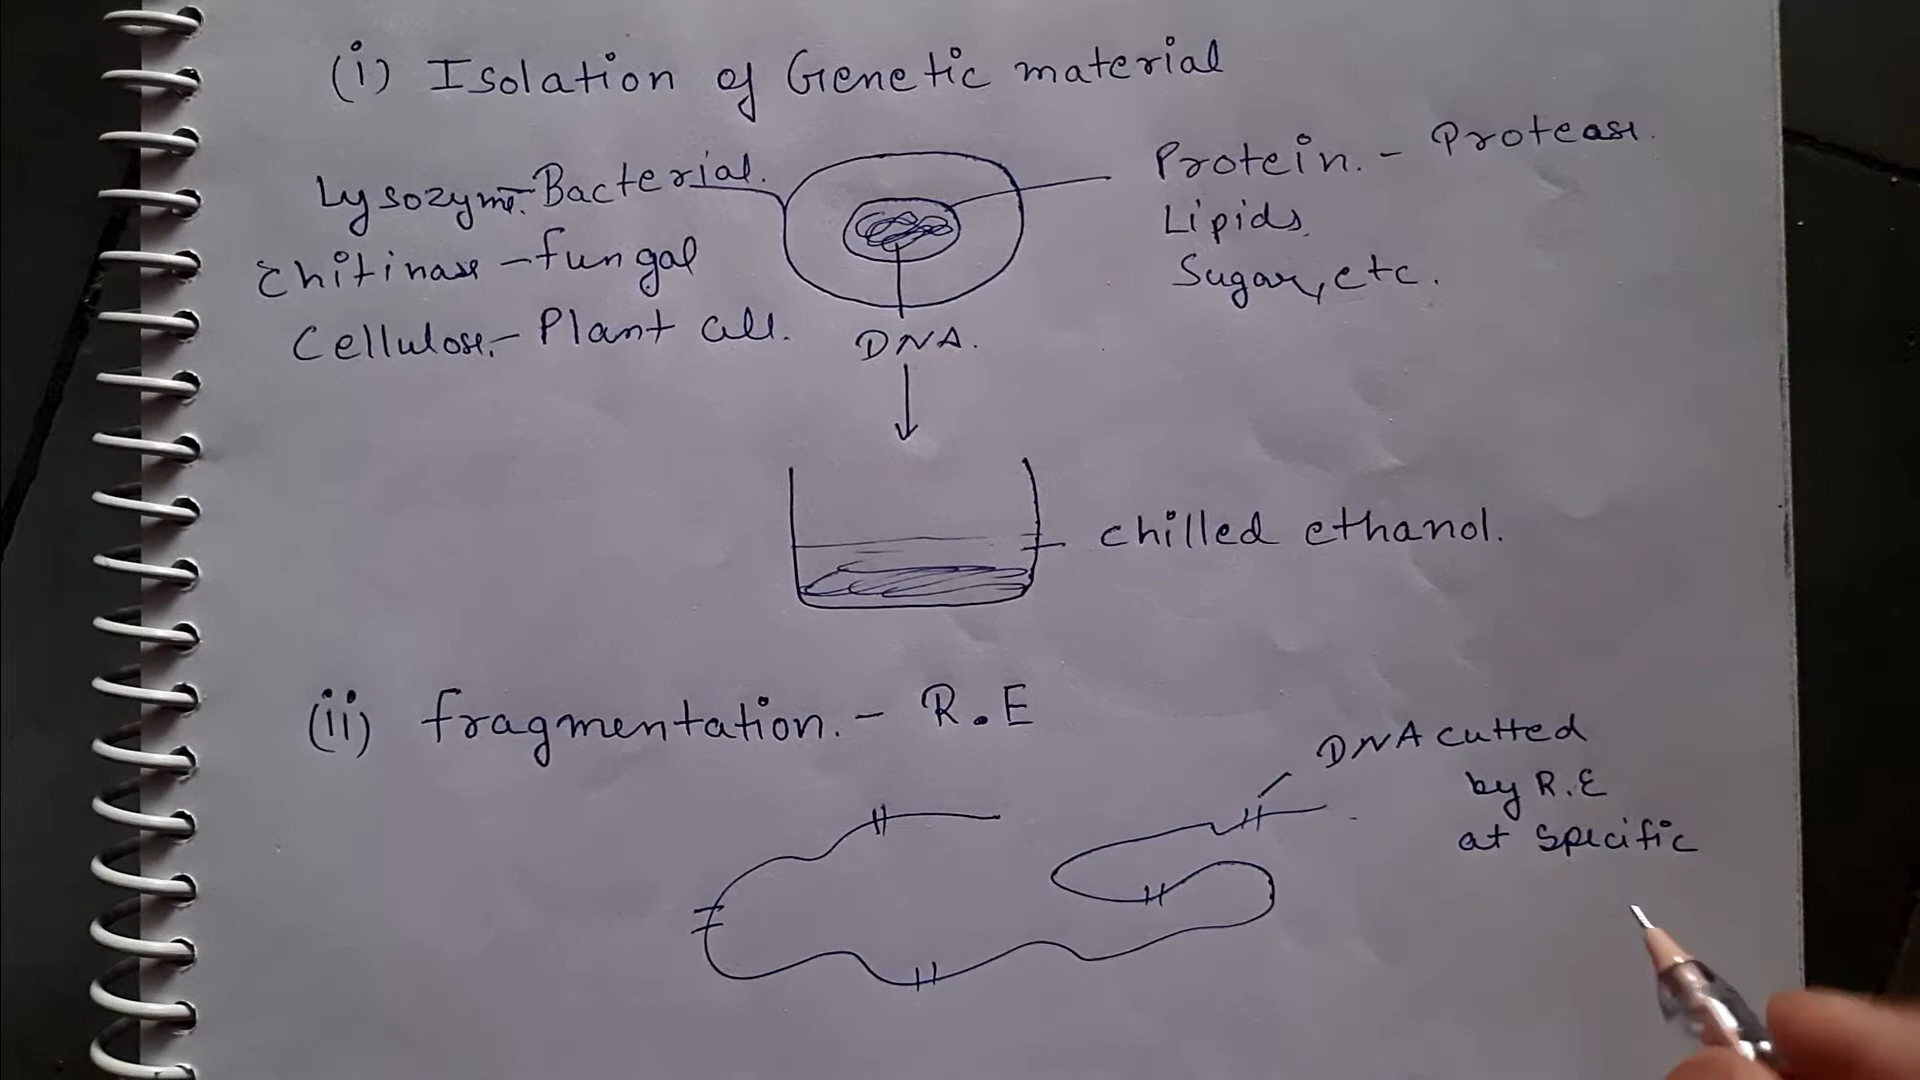 (i) Isolation of Genetic material
Lysozyme - Bacterial.
Chitinase - fungal
Cellulose. - Plant cell.
Protein. - Protease.
Lipids,
Sugar, etc.
DNA.
chilled ethanol.
(ii) fragmentation. - R.E
DNA cutted
by R.E
at specific